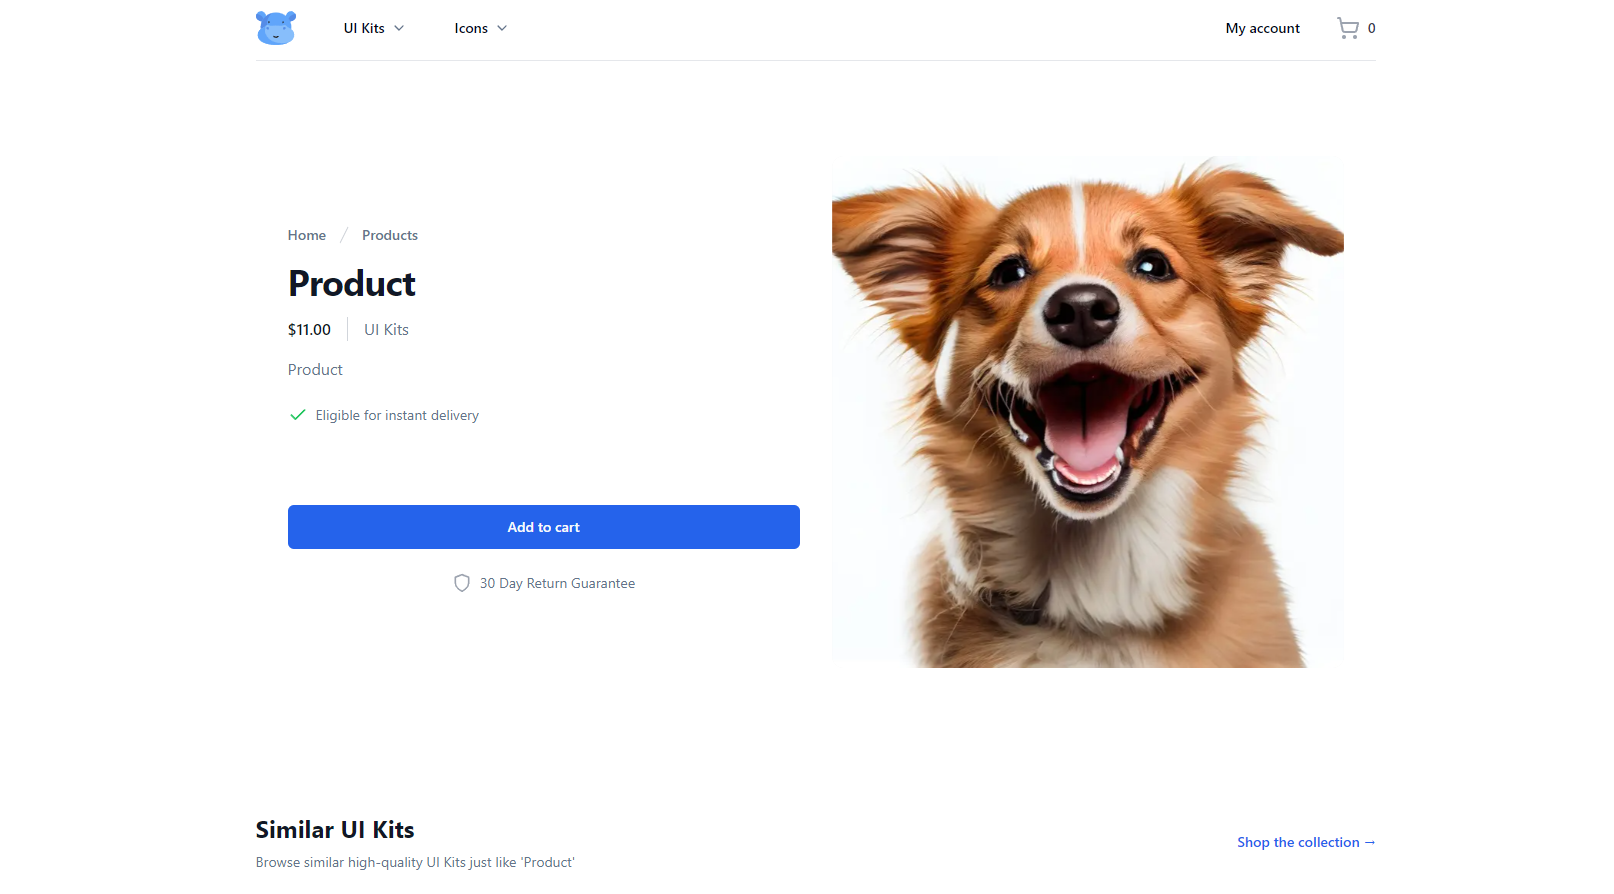 UI Kits
Icons
My account
0
Home / Products
Product
$11.00
UI Kits
Product
Eligible for instant delivery
Add to cart
30 Day Return Guarantee
Similar UI Kits
Browse similar high-quality UI Kits just like 'Product'
Shop the collection →